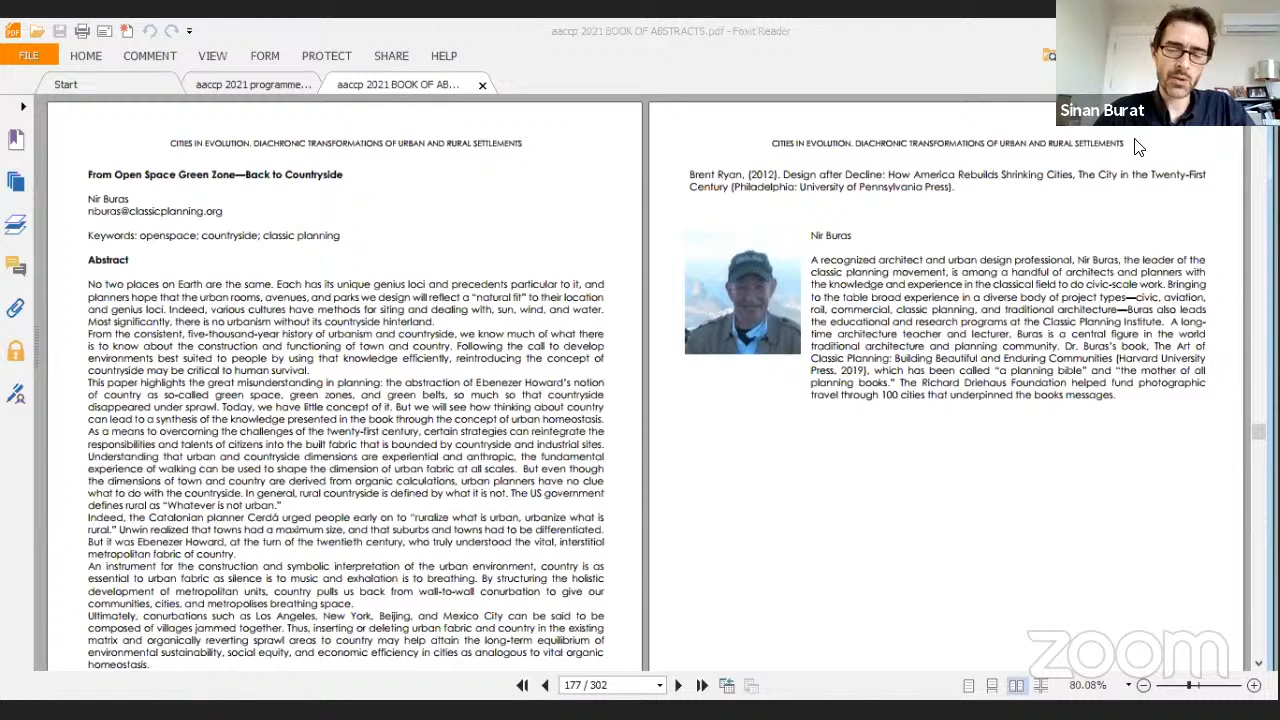 aaccp 2021 BOOK OF ABSTRACTS.pdf - Foxit Reader
FILE
HOME
COMMENT
VIEW
FORM
PROTECT
SHARE
HELP
Start
aaccp 2021 programme...
aaccp 2021 BOOK OF AB...
Sinan Burat
CITIES IN EVOLUTION. DIACHRONIC TRANSFORMATIONS OF URBAN AND RURAL SETTLEMENTS
From Open Space Green Zone—Back to Countryside
Nir Buras
nburas@classicplanning.org
Keywords: openspace; countryside; classic planning
Abstract
No two places on Earth are the same. Each has its unique genius loci and precedents particular to it, and
planners hope that the urban rooms, avenues, and parks we design will reflect a “natural fit” to their location
and genius loci. Indeed, various cultures have methods for siting and dealing with, sun, wind, and water.
Most significantly, there is no urbanism without its countryside hinterland.
From the consistent, five-thousand-year history of urbanism and countryside, we know much of what there
is to know about the construction and functioning of town and country. Following the call to develop
environments best suited to people by using that knowledge efficiently, reintroducing the concept of
countryside may be critical to human survival.
This paper highlights the great misunderstanding in planning: the abstraction of Ebenezer Howard’s notion
of country as so-called green space, green zones, and green belts, so much so that countryside
disappeared under sprawl. Today, we have little concept of it. But we will see how thinking about country
can lead to a synthesis of the knowledge presented in the book through the concept of urban homeostasis.
As a means to overcoming the challenges of the twenty-first century, certain strategies can reintegrate the
responsibilities and talents of citizens into the built fabric that is bounded by countryside and industrial sites.
Understanding that urban and countryside dimensions are experiential and anthropic, the fundamental
experience of walking can be used to shape the dimension of urban fabric at all scales. But even though
the dimensions of town and country are derived from organic calculations, urban planners have no clue
what to do with the countryside. In general, rural countryside is defined by what it is not. The US government
defines rural as “Whatever is not urban.”
Indeed, the Catalonian planner Cerdá urged people early on to “ruralize what is urban, urbanize what is
rural.” Unwin realized that towns had a maximum size, and that suburbs and towns had to be differentiated.
But it was Ebenezer Howard, at the turn of the twentieth century, who truly understood the vital, interstitial
metropolitan fabric of country.
An instrument for the construction and symbolic interpretation of the urban environment, country is as
essential to urban fabric as silence is to music and exhalation is to breathing. By structuring the holistic
development of metropolitan units, country pulls us back from wall-to-wall conurbation to give our
communities, cities, and metropolises breathing space.
Ultimately, conurbations such as Los Angeles, New York, Beijing, and Mexico City can be said to be
composed of villages jammed together. Thus, inserting or deleting urban fabric and country in the existing
matrix and organically reverting sprawl areas to country may help attain the long-term equilibrium of
environmental sustainability, social equity, and economic efficiency in cities as analogous to vital organic
homeostasis.
CITIES IN EVOLUTION. DIACHRONIC TRANSFORMATIONS OF URBAN AND RURAL SETTLEMENTS
Brent Ryan, (2012). Design after Decline: How America Rebuilds Shrinking Cities, The City in the Twenty-First
Century (Philadelphia: University of Pennsylvania Press).
Nir Buras
A recognized architect and urban design professional, Nir Buras, the leader of the
classic planning movement, is among a handful of architects and planners with
the knowledge and experience in the classical field to do civic-scale work. Bringing
to the table broad experience in a diverse body of project types—civic, aviation,
rail, commercial, classic planning, and traditional architecture—Buras also leads
the educational and research programs at the Classic Planning Institute. A long-
time architecture teacher and lecturer, Buras is a central figure in the world
traditional architecture and planning community. Dr. Buras’s book, The Art of
Classic Planning: Building Beautiful and Enduring Communities (Harvard University
Press, 2019), which has been called “a planning bible” and “the mother of all
planning books.” The Richard Driehaus Foundation helped fund photographic
travel through 100 cities that underpinned the books messages.
177 / 302
80.08%
zoom